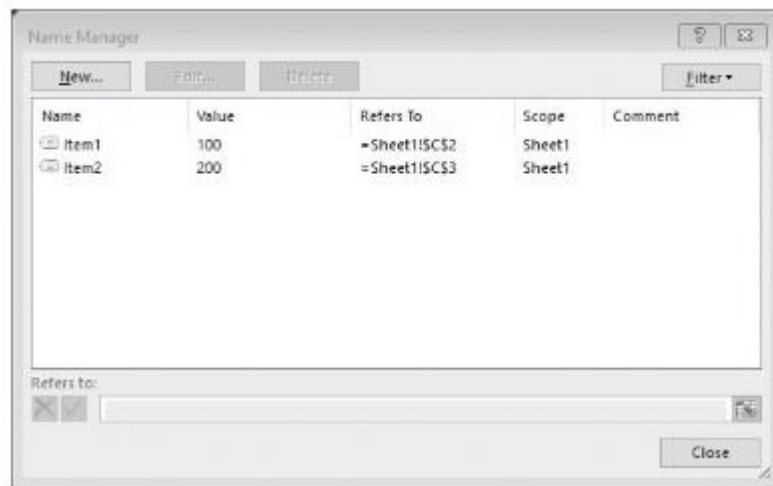 Name Manager
New... Edit... Delete Filter
Name Value Refers To Scope Comment
Item1 100 =Sheet1!$C$2 Sheet1
Item2 200 =Sheet1!$C$3 Sheet1
Refers to:
Close